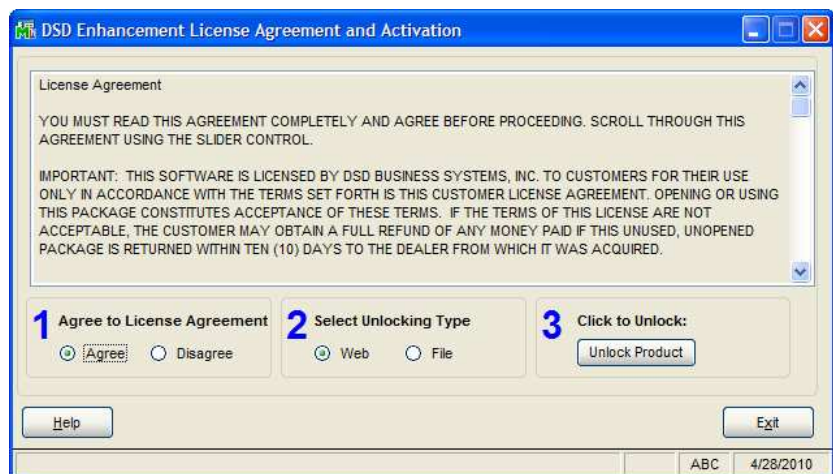 DSD Enhancement License Agreement and Activation
License Agreement
YOU MUST READ THIS AGREEMENT COMPLETELY AND AGREE BEFORE PROCEEDING. SCROLL THROUGH THIS
AGREEMENT USING THE SLIDER CONTROL.
IMPORTANT: THIS SOFTWARE IS LICENSED BY DSD BUSINESS SYSTEMS, INC. TO CUSTOMERS FOR THEIR USE
ONLY IN ACCORDANCE WITH THE TERMS SET FORTH IS THIS CUSTOMER LICENSE AGREEMENT. OPENING OR USING
THIS PACKAGE CONSTITUTES ACCEPTANCE OF THESE TERMS. IF THE TERMS OF THIS LICENSE ARE NOT
ACCEPTABLE, THE CUSTOMER MAY OBTAIN A FULL REFUND OF ANY MONEY PAID IF THIS UNUSED, UNOPENED
PACKAGE IS RETURNED WITHIN TEN (10) DAYS TO THE DEALER FROM WHICH IT WAS ACQUIRED.
1 Agree to License Agreement
Agree Disagree
2 Select Unlocking Type
Web File
3 Click to Unlock:
Unlock Product
Help
Exit
ABC 4/28/2010